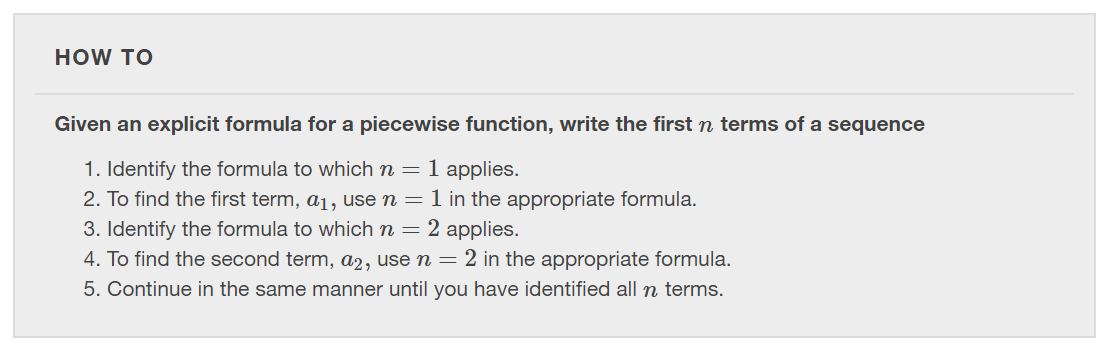 HOW TO
Given an explicit formula for a piecewise function, write the first n terms of a sequence
1. Identify the formula to which n = 1 applies.
2. To find the first term, a₁, use n = 1 in the appropriate formula.
3. Identify the formula to which n = 2 applies.
4. To find the second term, a₂, use n = 2 in the appropriate formula.
5. Continue in the same manner until you have identified all n terms.